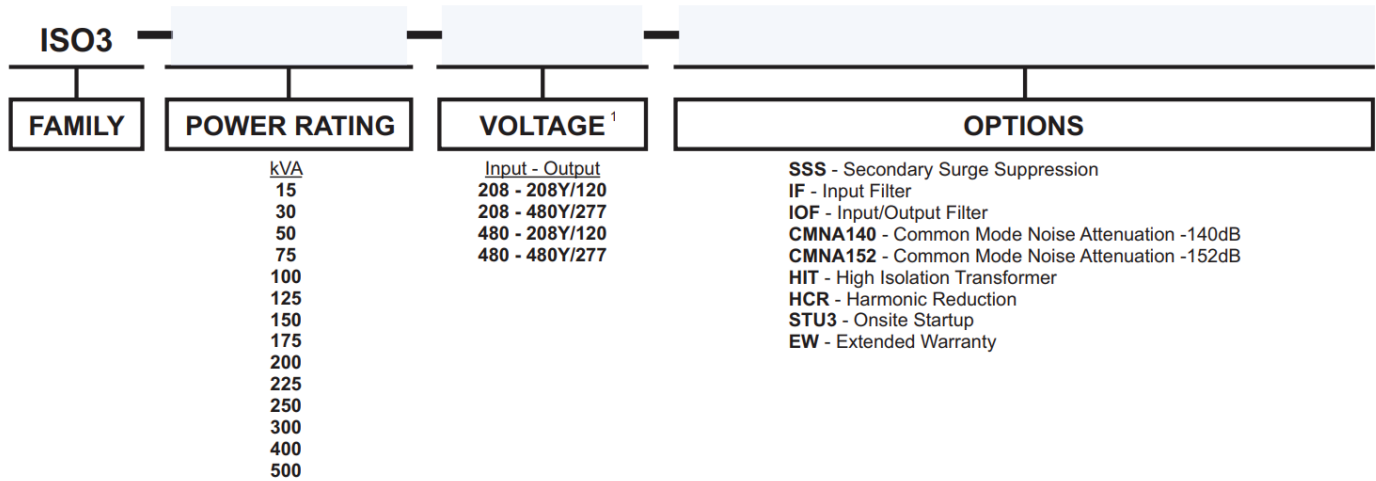 ISO3
FAMILY
POWER RATING
VOLTAGE 1
OPTIONS
kVA
15
30
50
75
100
125
150
175
200
225
250
300
400
500
Input - Output
208 - 208Y/120
208 - 480Y/277
480 - 208Y/120
480 - 480Y/277
SSS - Secondary Surge Suppression
IF - Input Filter
IOF - Input/Output Filter
CMNA140 - Common Mode Noise Attenuation -140dB
CMNA152 - Common Mode Noise Attenuation -152dB
HIT - High Isolation Transformer
HCR - Harmonic Reduction
STU3 - Onsite Startup
EW - Extended Warranty